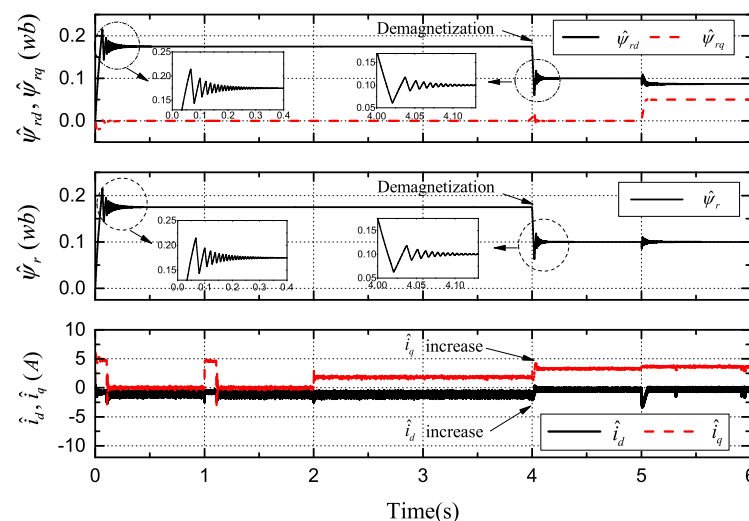 ψ̂rd, ψ̂rq (wb)
0.2
0.1
0.0
Demagnetization
ψ̂rd
ψ̂rq
0.25
0.20
0.15
0.0 0.1 0.2 0.3 0.4
0.20
0.15
0.10
0.05
4.00 4.05 4.10
ψ̂r (wb)
0.2
0.1
0.0
Demagnetization
ψ̂r
0.25
0.20
0.15
0.0 0.1 0.2 0.3 0.4
0.20
0.15
0.10
0.05
4.00 4.05 4.10
îd, îq (A)
10
5
0
-5
-10
îq increase
îd increase
îd
îq
0 1 2 3 4 5 6
Time(s)